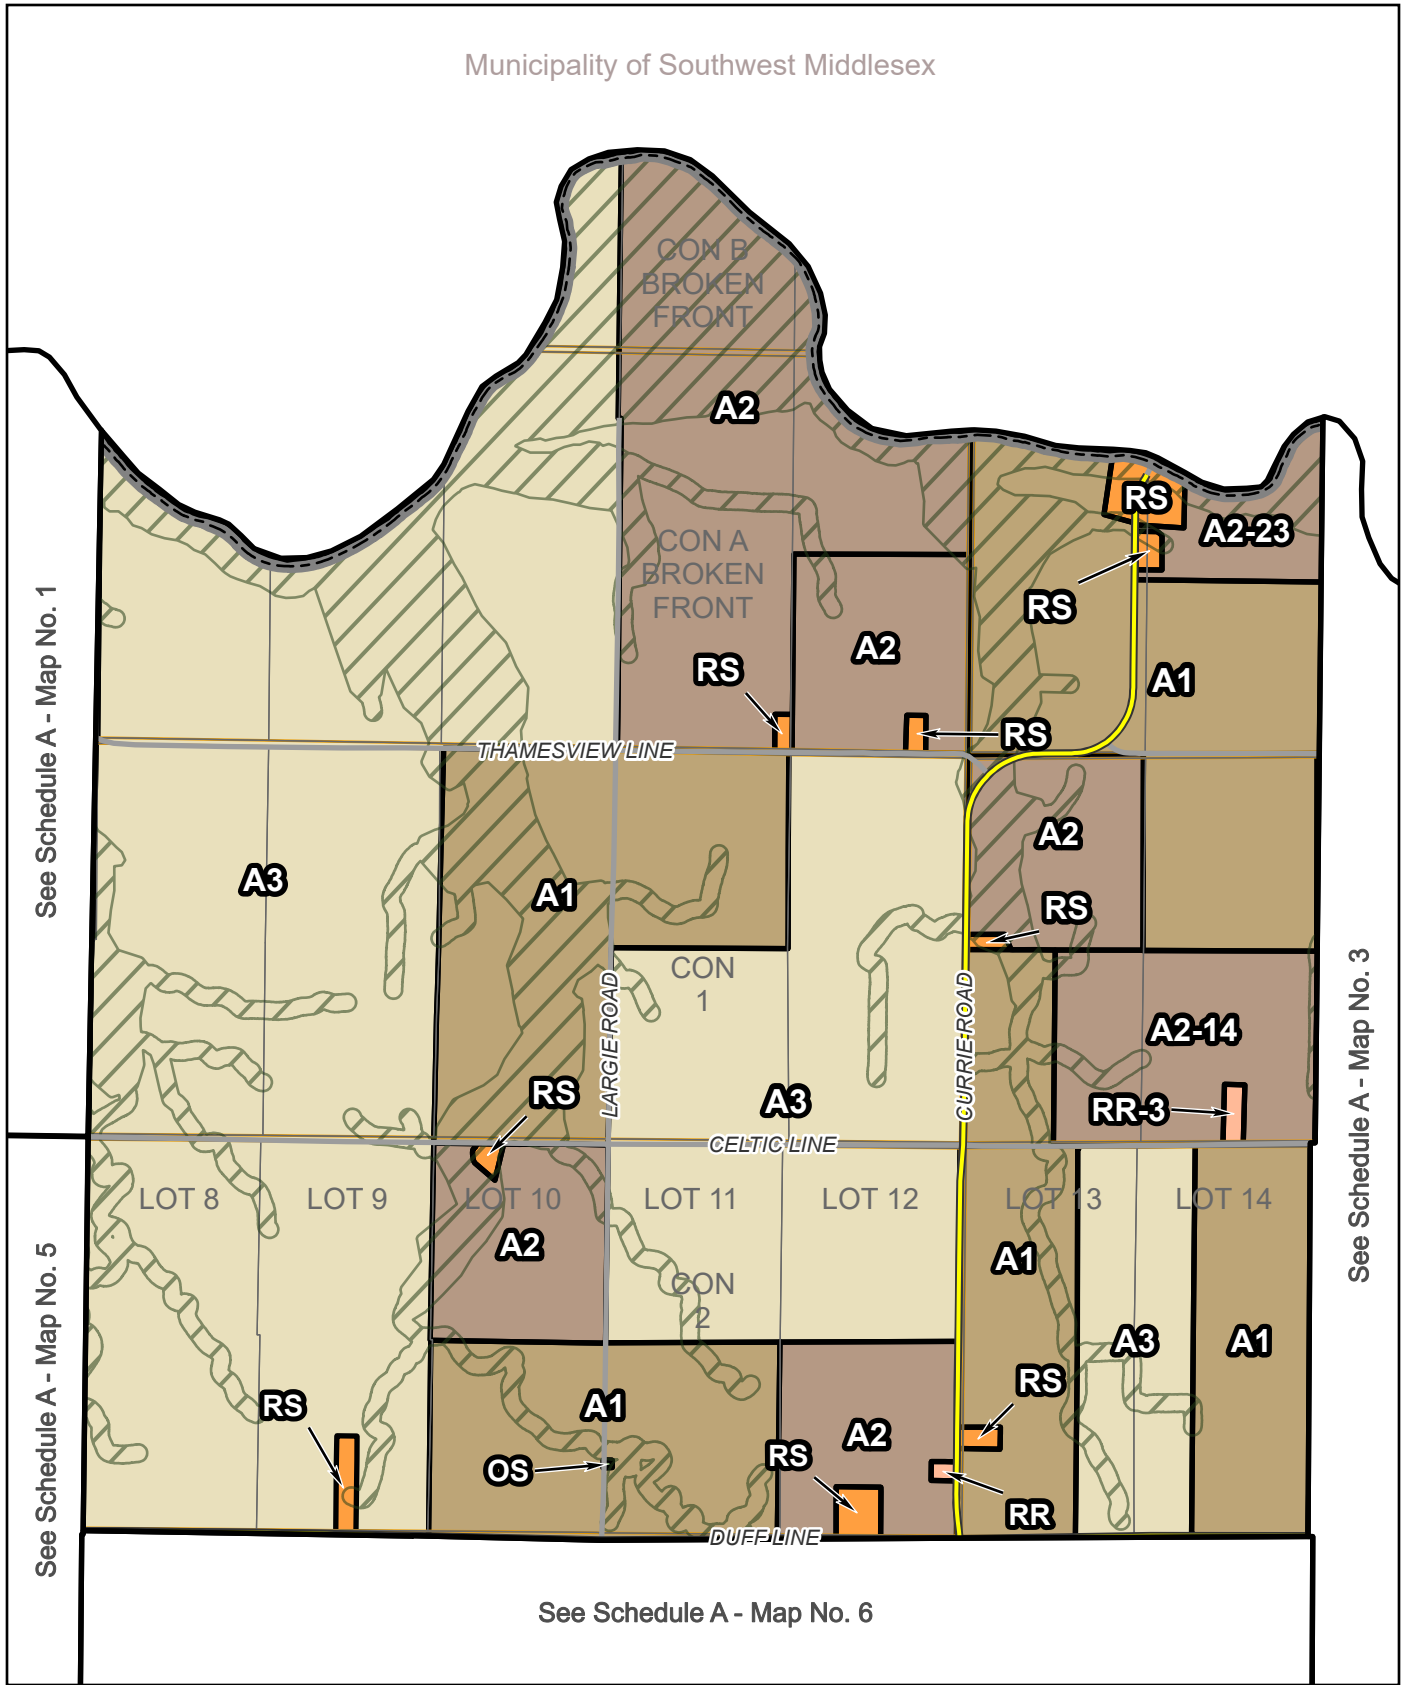 Municipality of Southwest Middlesex
CON B
BROKEN
FRONT
A2
RS
A2-23
CON A
BROKEN
FRONT
RS
A2
RS
A1
RS
THAMESVIEW LINE
See Schedule A - Map No. 1
A3
A1
A2
RS
CON
1
LARGIE ROAD
CURRIE ROAD
A2-14
See Schedule A - Map No. 3
RS
A3
RR-3
CELTIC LINE
LOT 8
LOT 9
LOT 10
LOT 11
LOT 12
LOT 13
LOT 14
A2
A1
CON
2
See Schedule A - Map No. 5
A3
A1
RS
RS
A1
A2
RS
OS
RR
DUFF LINE
See Schedule A - Map No. 6